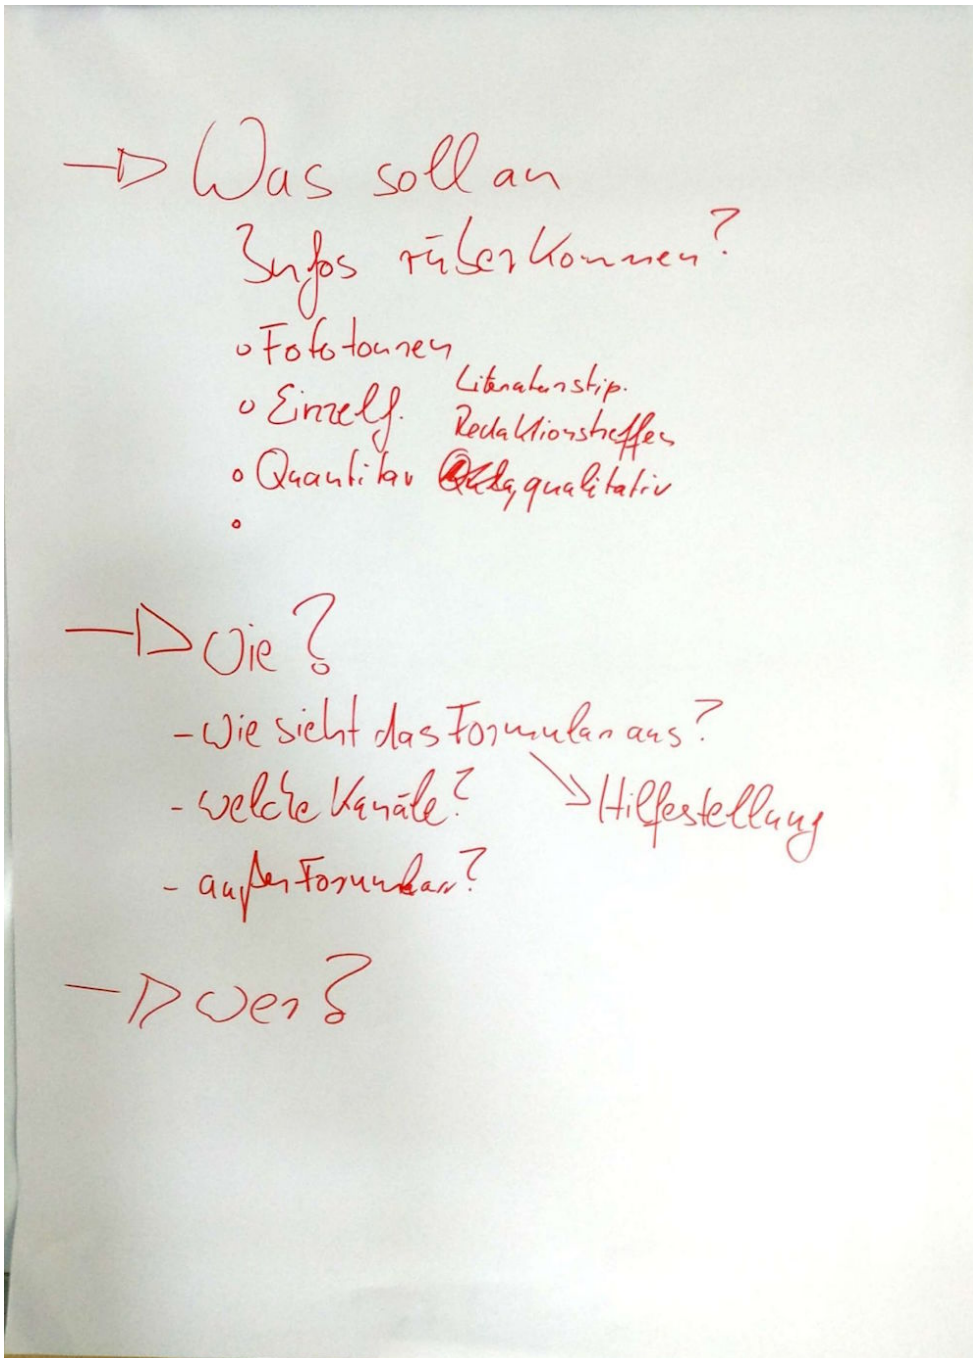 → Was soll an
Infos rüberkommen?
o Fototouren
o Einzelf. Literaturstip.
Redaktionstreffen
o Quantitav qualitativ
o
→ Wie?
- Wie sieht das Formular aus?
→ Hilfestellung
- welche Kanäle?
- außer Formular?
→ wer?